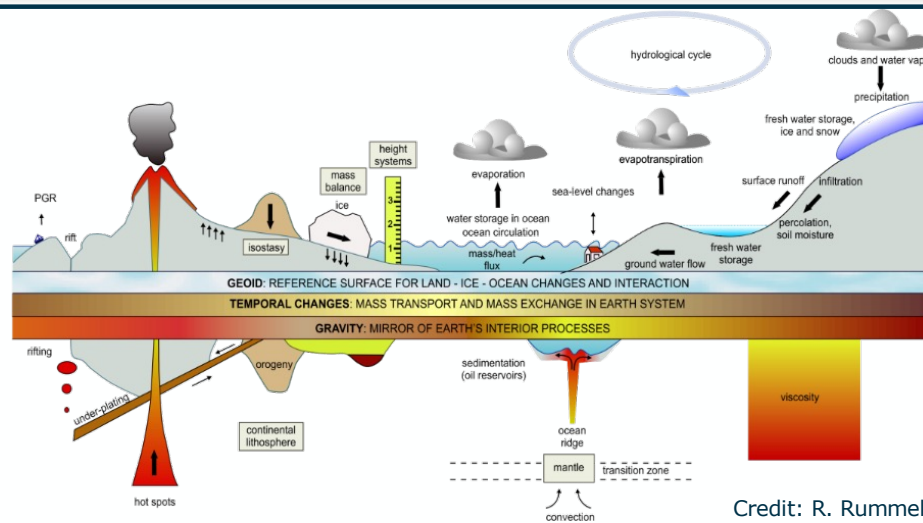 hydrological cycle
clouds and water vap
precipitation
fresh water storage,
ice and snow
height
systems
mass
balance
ice
3
2
1
evaporation
evapotranspiration
sea-level changes
surface runoff
infiltration
PGR
rift
isostasy
water storage in ocean
ocean circulation
percolation,
soil moisture
mass/heat
flux
ground water flow
fresh water
storage
GEOID: REFERENCE SURFACE FOR LAND - ICE - OCEAN CHANGES AND INTERACTION
TEMPORAL CHANGES: MASS TRANSPORT AND MASS EXCHANGE IN EARTH SYSTEM
GRAVITY: MIRROR OF EARTH'S INTERIOR PROCESSES
rifting
orogeny
sedimentation
(oil reservoirs)
viscosity
under-plating
continental
lithosphere
ocean
ridge
mantle
transition zone
hot spots
convection
Credit: R. Rummel